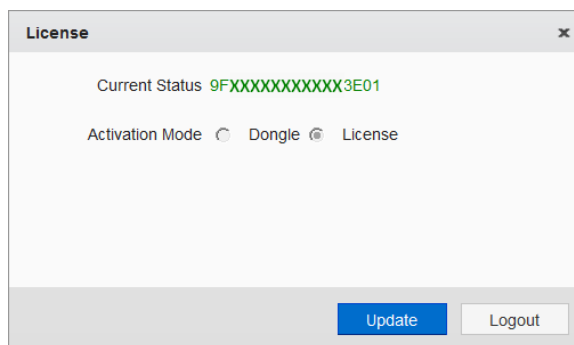 License
Current Status 9FXXXXXXXXXXX3E01
Activation Mode Dongle License
Update Logout